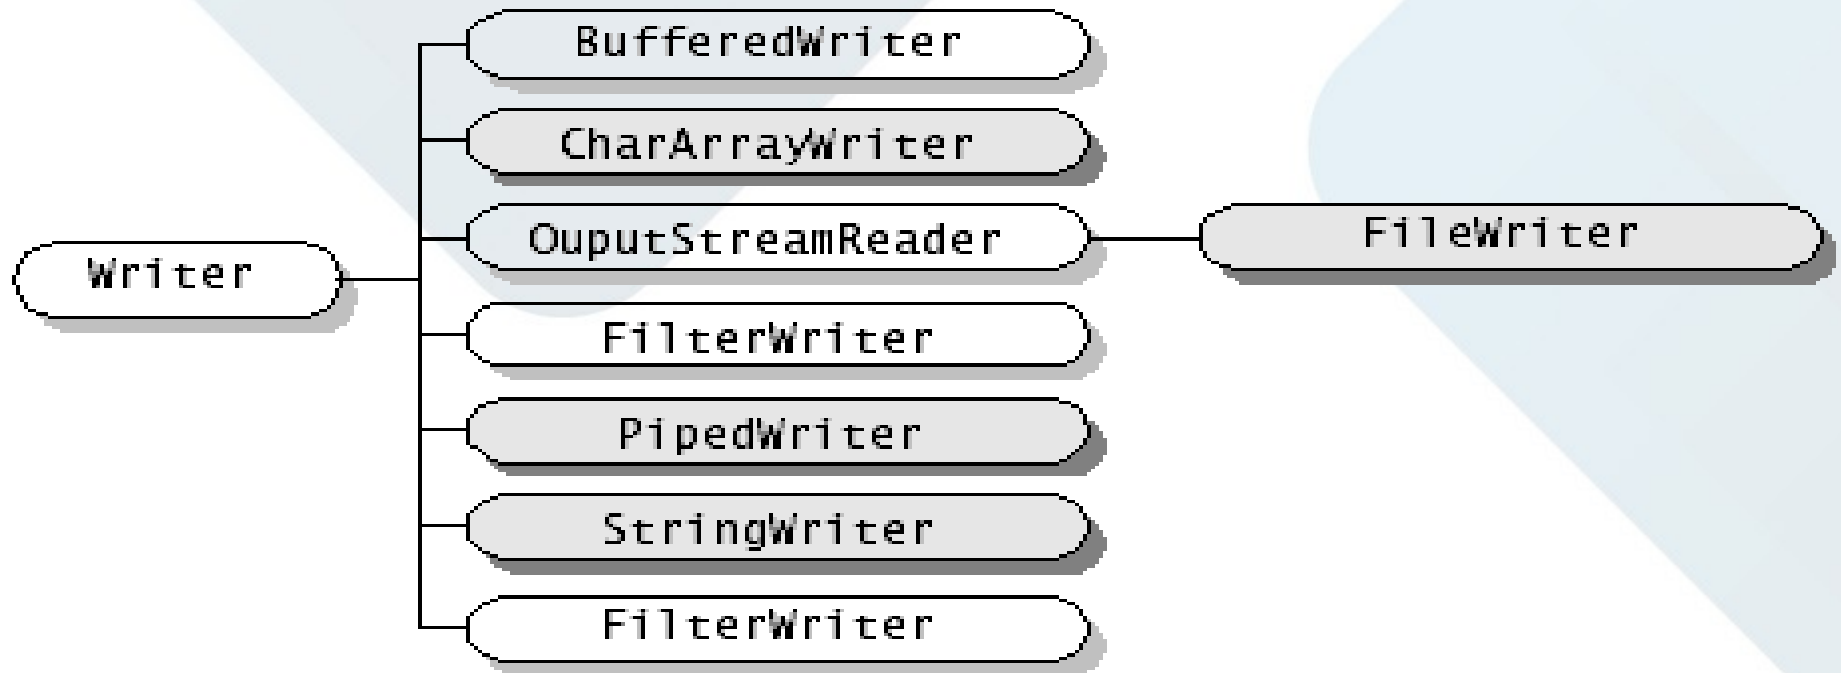 BufferedWriter
CharArrayWriter
OuputStreamReader
FileWriter
Writer
FilterWriter
PipedWriter
StringWriter
FilterWriter